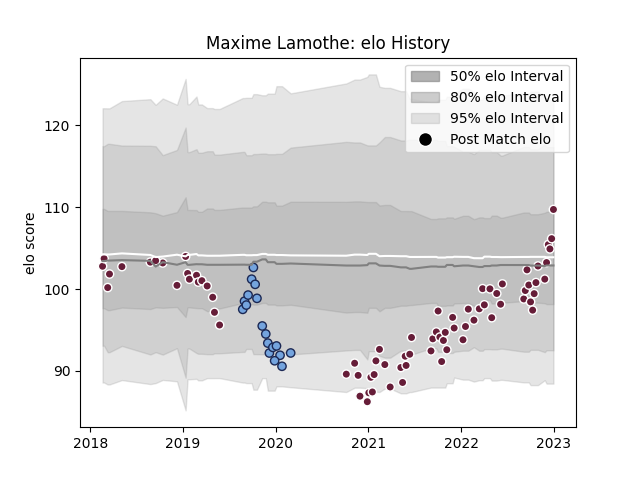 Maxime Lamothe: elo History
50% elo Interval
80% elo Interval
95% elo Interval
Post Match elo
elo score
120
110
100
90
2018 2019 2020 2021 2022 2023